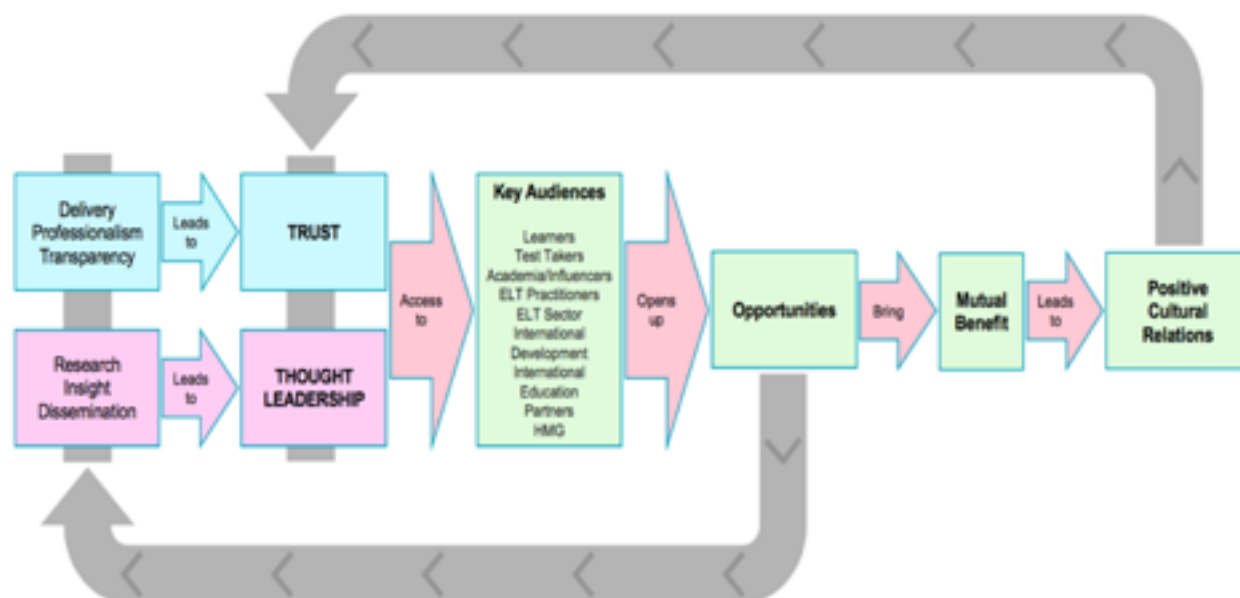 Delivery
Professionalism
Transparency
Leads
to
TRUST
Research
Insight
Dissemination
Leads
to
THOUGHT
LEADERSHIP
Access
to
Key Audiences
Learners
Test Takers
Academia/Influencers
ELT Practitioners
ELT Sector
International
Development
International
Education
Partners
HMG
Opens
up
Opportunities
Bring
Mutual
Benefit
Leads
to
Positive
Cultural
Relations